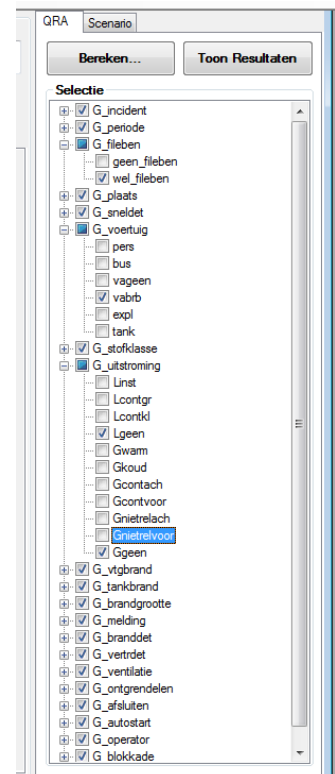 QRA Scenario
Bereken... Toon Resultaten
Selectie
G_incident
G_periode
G_fileben
geen_fileben
wel_fileben
G_plaats
G_sneldet
G_voertuig
pers
bus
vageen
vabrb
expl
tank
G_stofklasse
G_uitstroming
Linst
Lcontgr
Lcontkl
Lgeen
Gwarm
Gkoud
Gcontach
Gcontvoor
Gnietrelach
Gnietrelvoor
Ggeen
G_vtgbrand
G_tankbrand
G_brandgrootte
G_melding
G_branddet
G_vertrdet
G_ventilatie
G_ontgrendelen
G_afsluiten
G_autostart
G_operator
G_blokkade